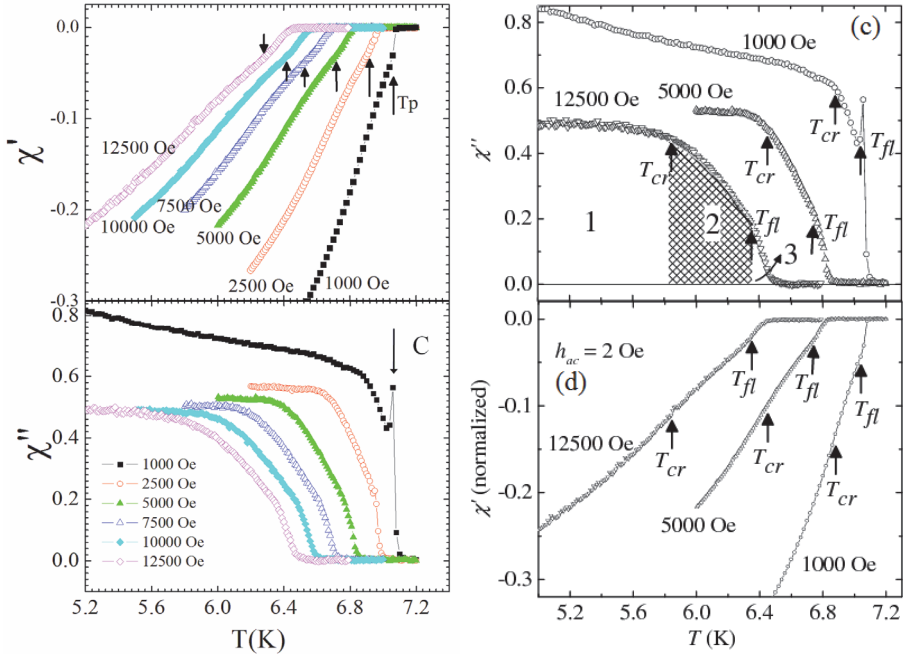 0.0
-0.1
-0.2
-0.3
χ'
12500 Oe
10000 Oe
7500 Oe
5000 Oe
2500 Oe
1000 Oe
Tp
0.8
0.6
0.4
0.2
0.0
χ''
C
1000 Oe
2500 Oe
5000 Oe
7500 Oe
10000 Oe
12500 Oe
5.2 5.6 6.0 6.4 6.8 7.2
T(K)
(c)
0.8
0.6
0.4
0.2
0.0
χ''
1000 Oe
5000 Oe
12500 Oe
Tcr
Tfl
Tcr
Tcr
Tfl
Tfl
1
2
3
0.0
-0.1
-0.2
-0.3
χ' (normalized)
hac = 2 Oe
(d)
Tfl
Tfl
Tfl
Tcr
Tcr
Tcr
12500 Oe
5000 Oe
1000 Oe
5.2 5.6 6.0 6.4 6.8 7.2
T (K)